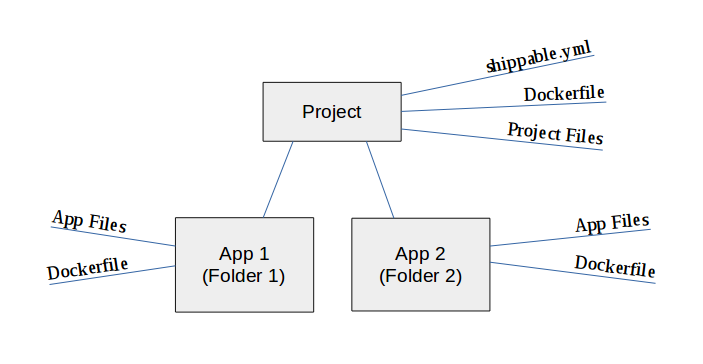 shippable.yml
Dockerfile
Project
Project Files
App Files
App Files
App 1
(Folder 1)
App 2
(Folder 2)
Dockerfile
Dockerfile